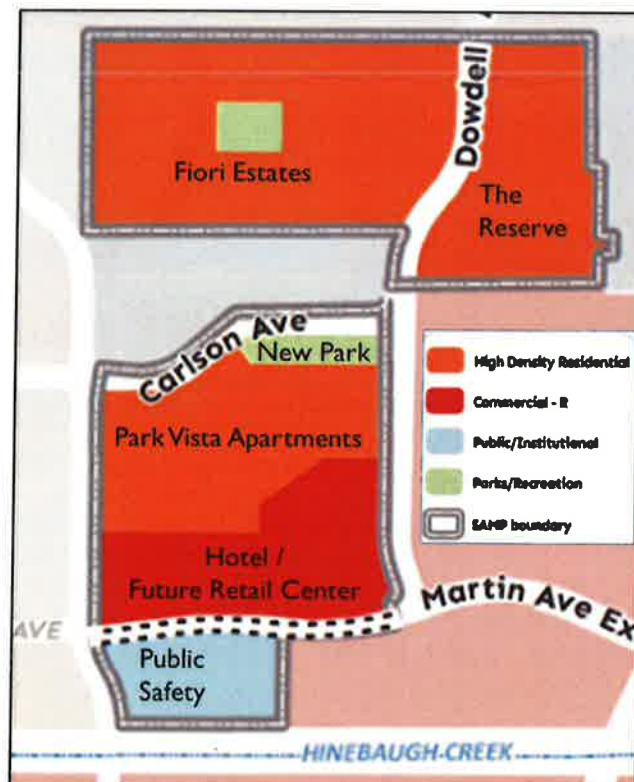 Dowdell
Fiori Estates
The
Reserve
Carlson Ave
New Park
High Density Residential
Commercial - R
Public/Institutional
Parks/Recreation
SAMP boundary
Park Vista Apartments
Hotel /
Future Retail Center
Martin Ave Ex
AVE
Public
Safety
HINEBAUGH CREEK